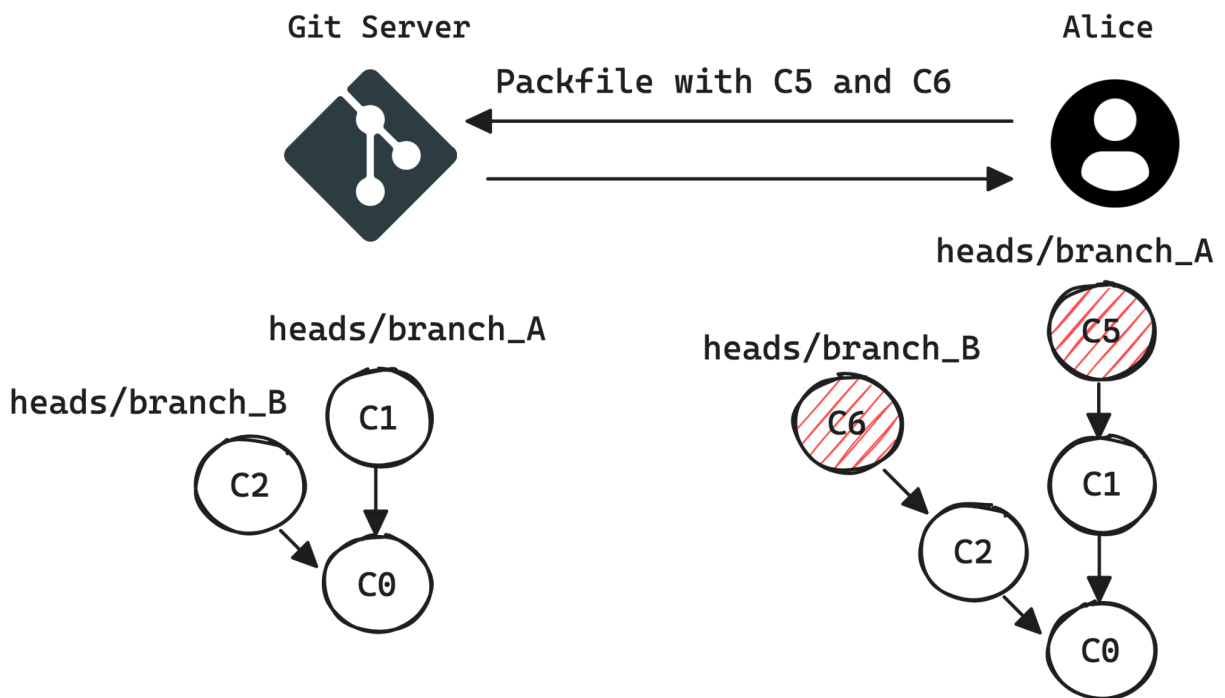 Git Server
Alice
Packfile with C5 and C6
heads/branch_A
C5
heads/branch_A
heads/branch_B
heads/branch_B
C1
C6
C2
C1
C2
C0
C0